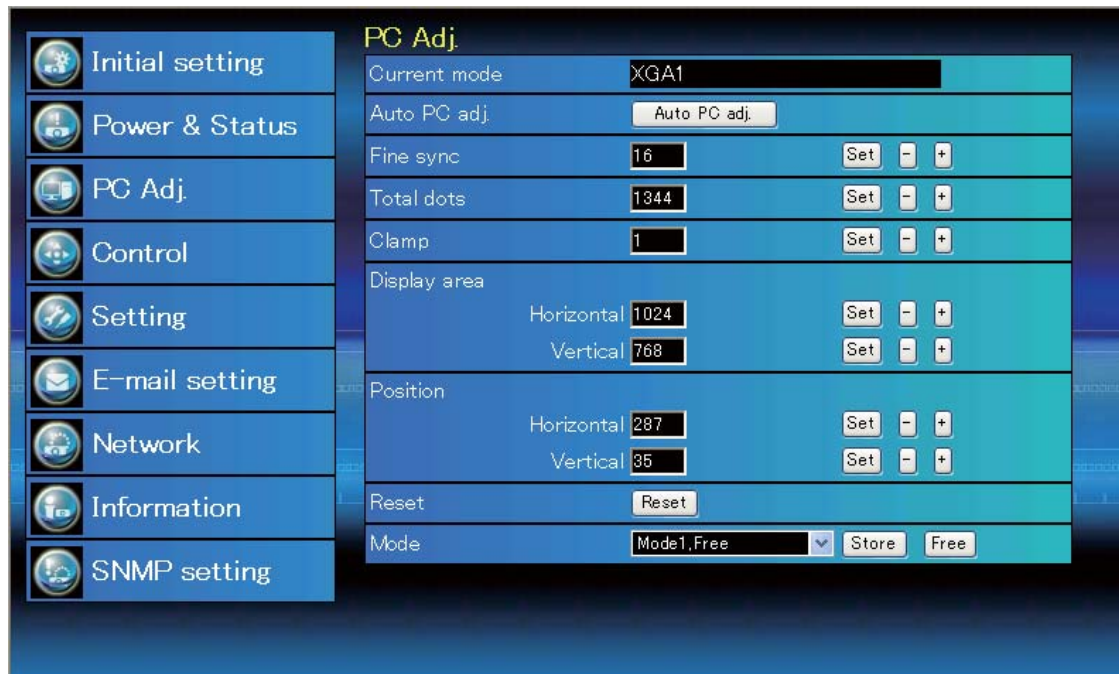 Initial setting
Power & Status
PC Adj.
Control
Setting
E-mail setting
Network
Information
SNMP setting
PC Adj.
Current mode XGA1
Auto PC adj. Auto PC adj.
Fine sync 16 Set - +
Total dots 1344 Set - +
Clamp 1 Set - +
Display area
Horizontal 1024 Set - +
Vertical 768 Set - +
Position
Horizontal 287 Set - +
Vertical 35 Set - +
Reset Reset
Mode Mode1,Free Store Free